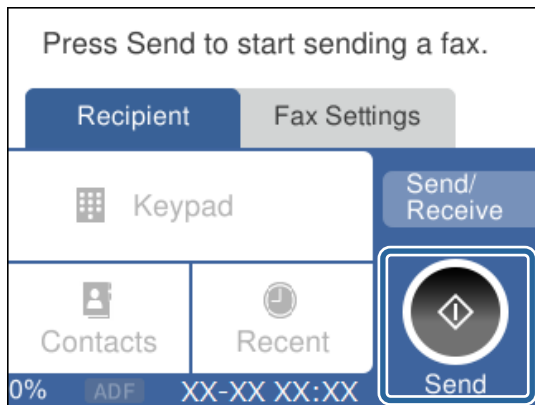 Press Send to start sending a fax.
Recipient Fax Settings
Keypad
Send/
Receive
Contacts Recent
0% ADF XX-XX XX:XX
Send